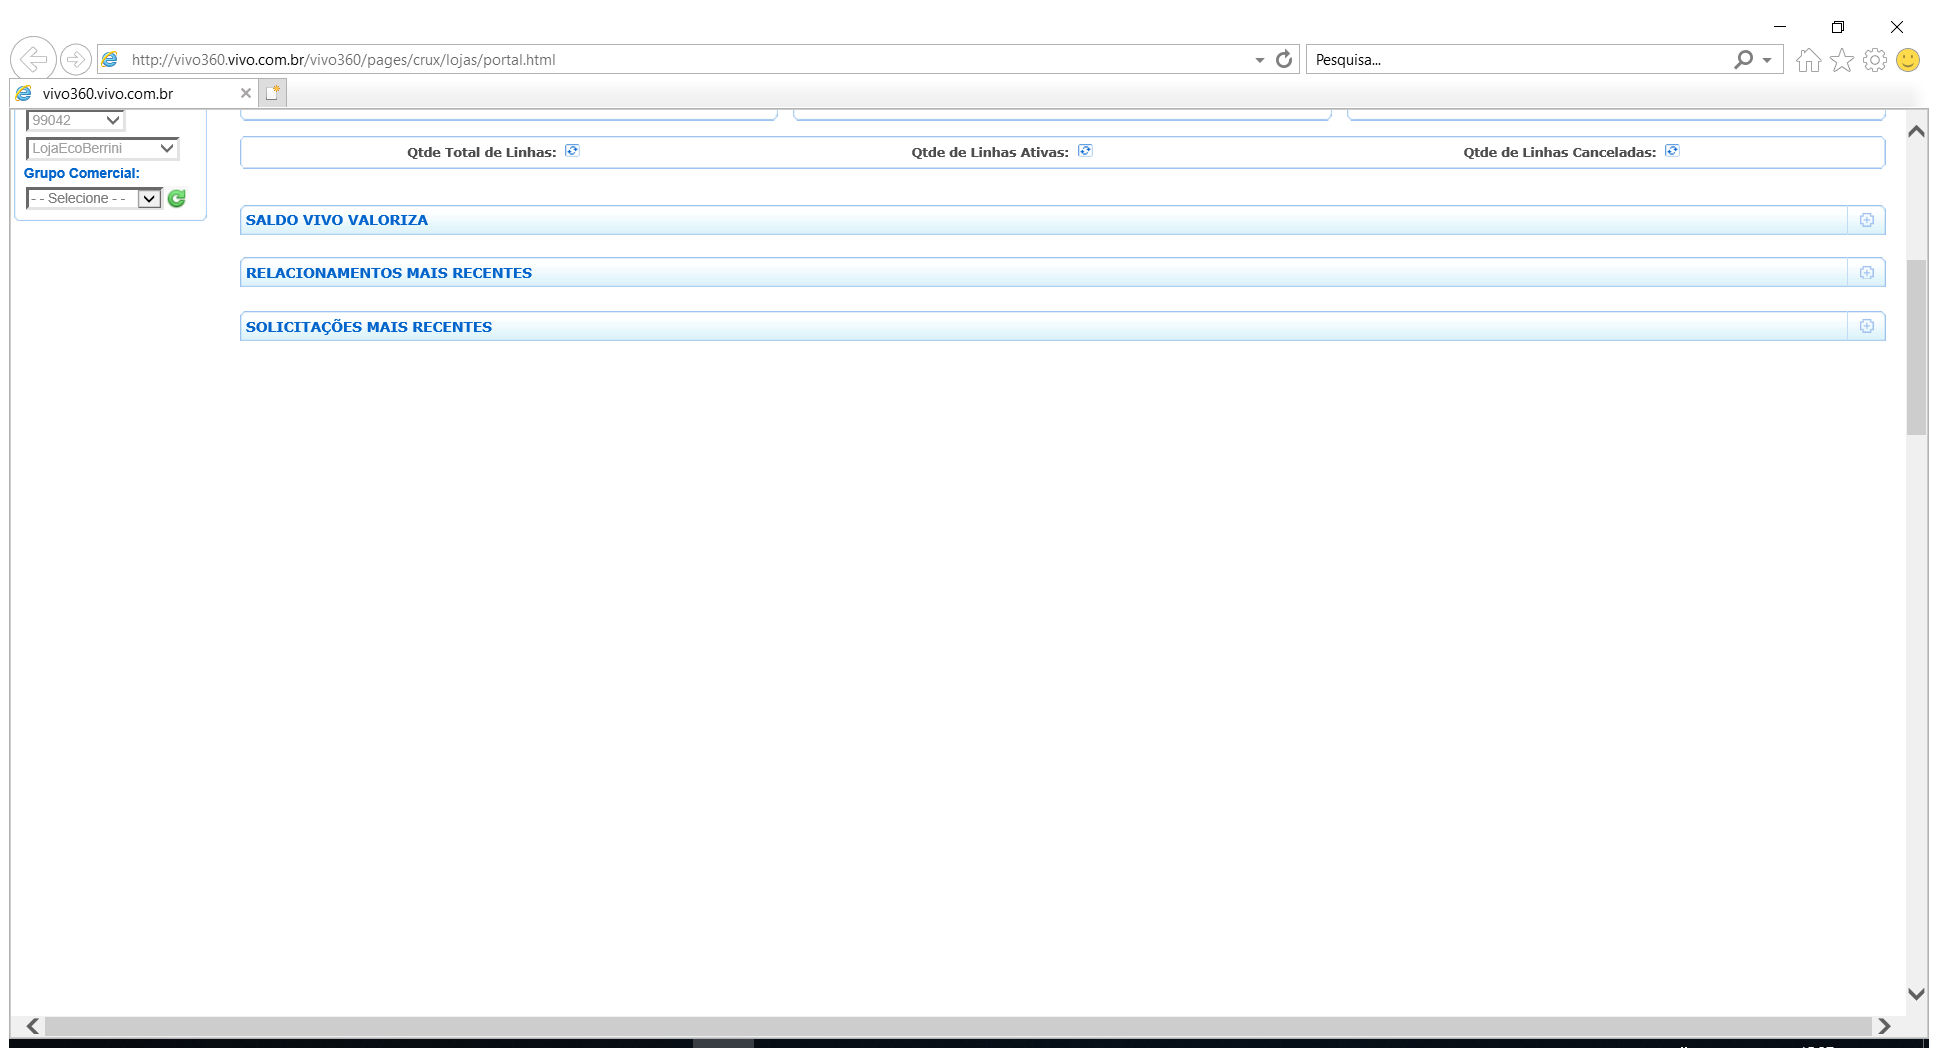 http://vivo360.vivo.com.br/vivo360/pages/crux/lojas/portal.html
Pesquisa...
vivo360.vivo.com.br
99042
LojaEcoBerrini
Grupo Comercial:
- - Selecione - -
Qtde Total de Linhas:
Qtde de Linhas Ativas:
Qtde de Linhas Canceladas:
SALDO VIVO VALORIZA
RELACIONAMENTOS MAIS RECENTES
SOLICITAÇÕES MAIS RECENTES